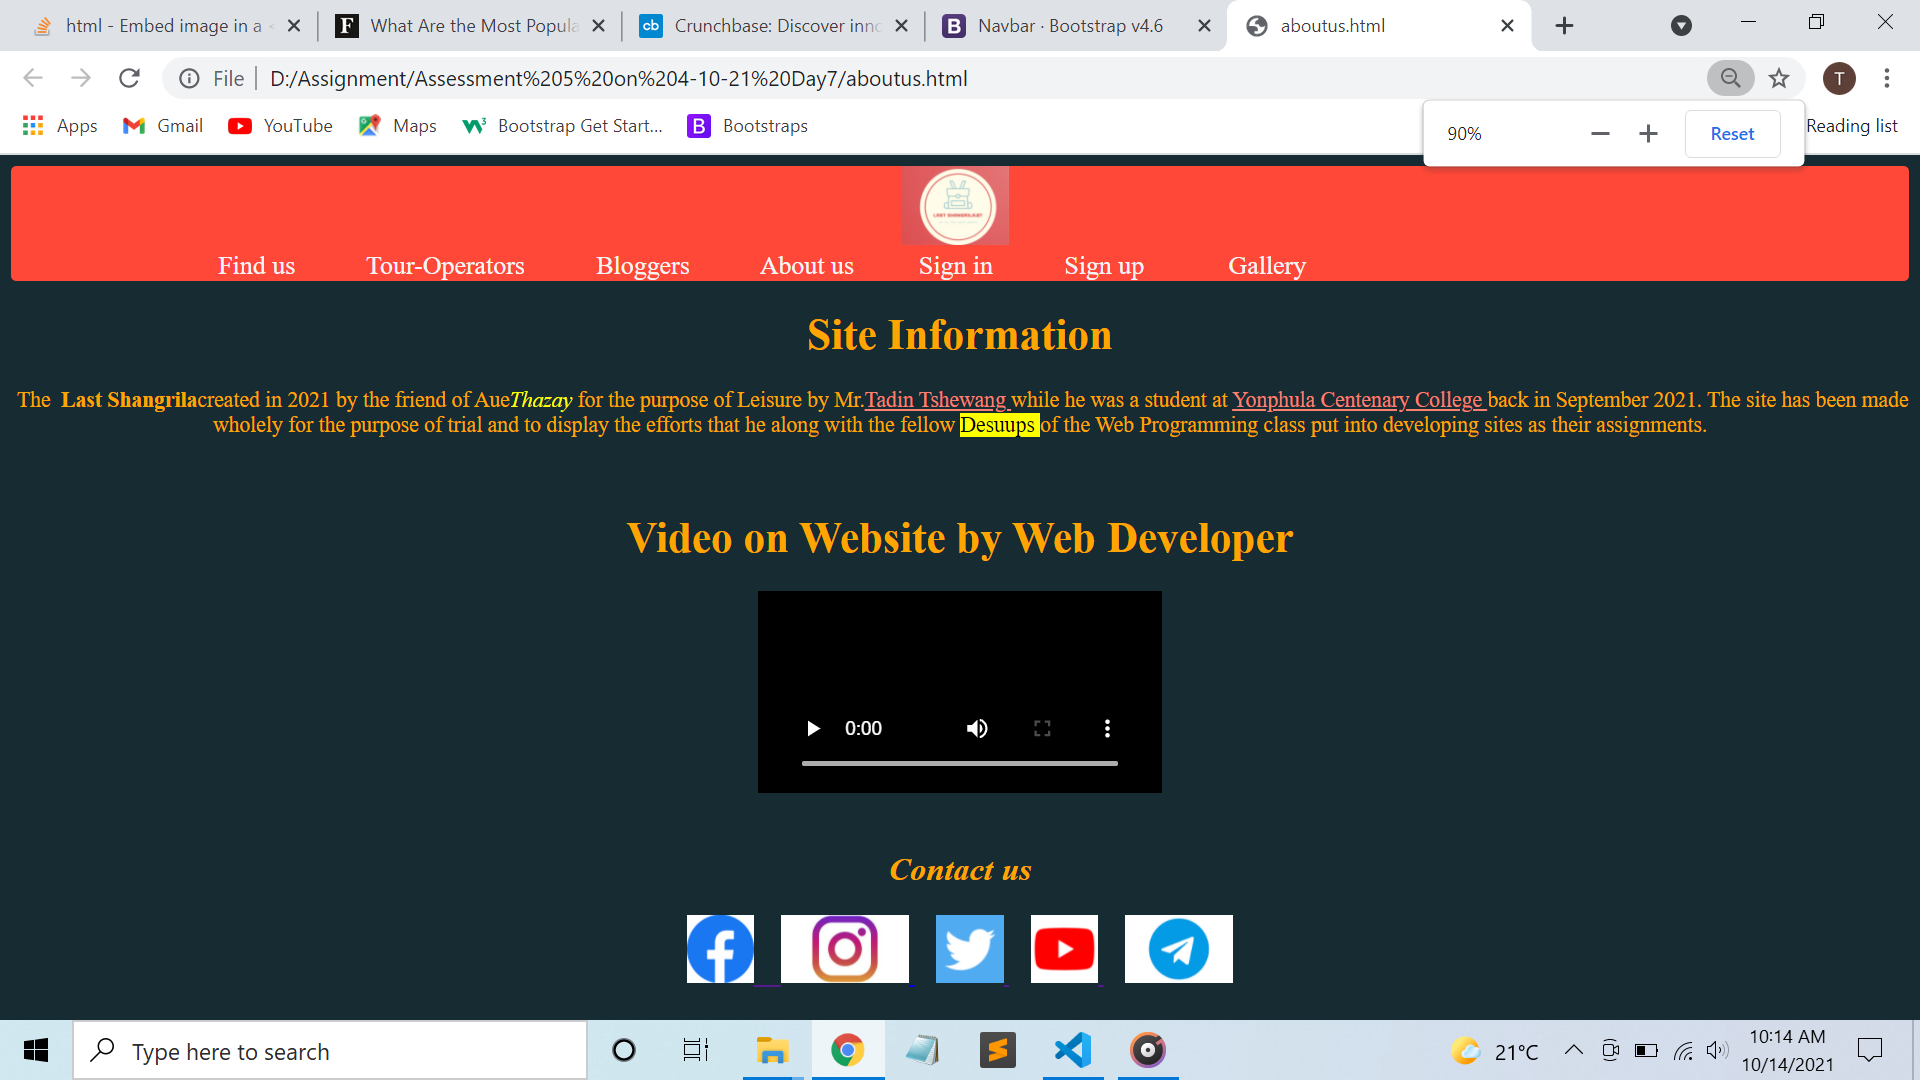 html - Embed image in a <
What Are the Most Popula
cb
Crunchbase: Discover inno
B
Navbar · Bootstrap v4.6
aboutus.html
File
D:/Assignment/Assessment%205%20on%204-10-21%20Day7/aboutus.html
T
Apps
Gmail
YouTube
Maps
Bootstrap Get Start...
B
Bootstraps
90%
Reset
Reading list
LAST SHANGRILA
Find us
Tour-Operators
Bloggers
About us
Sign in
Sign up
Gallery
Site Information
The Last Shangrilacreated in 2021 by the friend of AueThazay for the purpose of Leisure by Mr.Tadin Tshewang while he was a student at Yonphula Centenary College back in September 2021. The site has been made
wholely for the purpose of trial and to display the efforts that he along with the fellow Desuups of the Web Programming class put into developing sites as their assignments.
Video on Website by Web Developer
0:00
Contact us
Type here to search
21°C
10:14 AM
10/14/2021